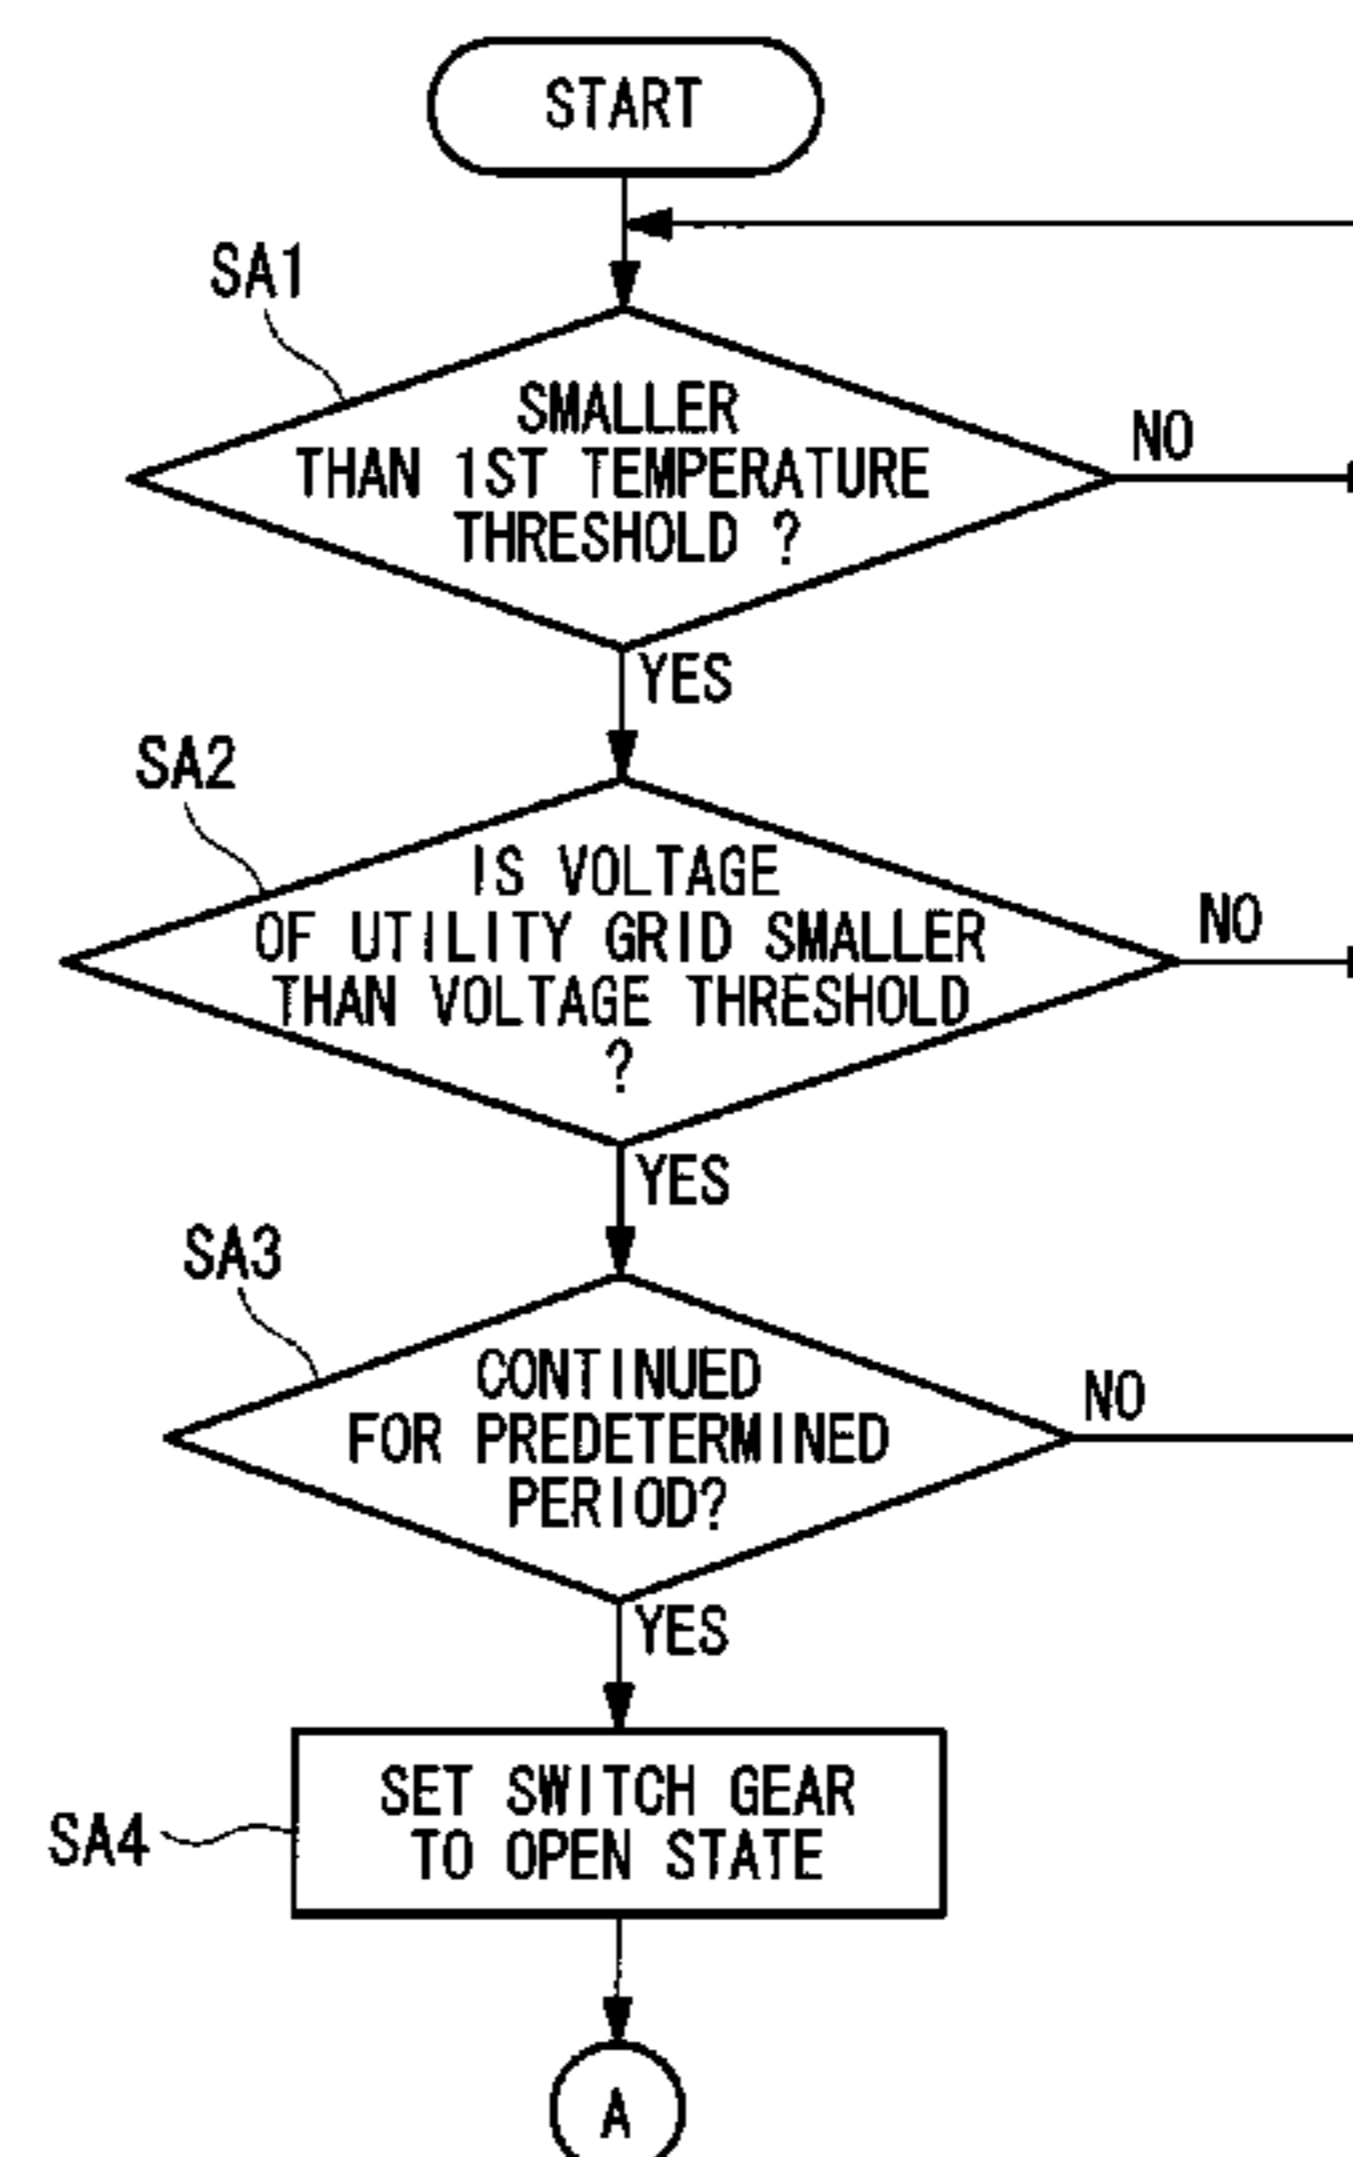 START
SA1
SMALLER
THAN 1ST TEMPERATURE
THRESHOLD ?
NO
YES
SA2
IS VOLTAGE
OF UTILITY GRID SMALLER
THAN VOLTAGE THRESHOLD
?
NO
YES
SA3
CONTINUED
FOR PREDETERMINED
PERIOD?
NO
YES
SA4
SET SWITCH GEAR
TO OPEN STATE
A